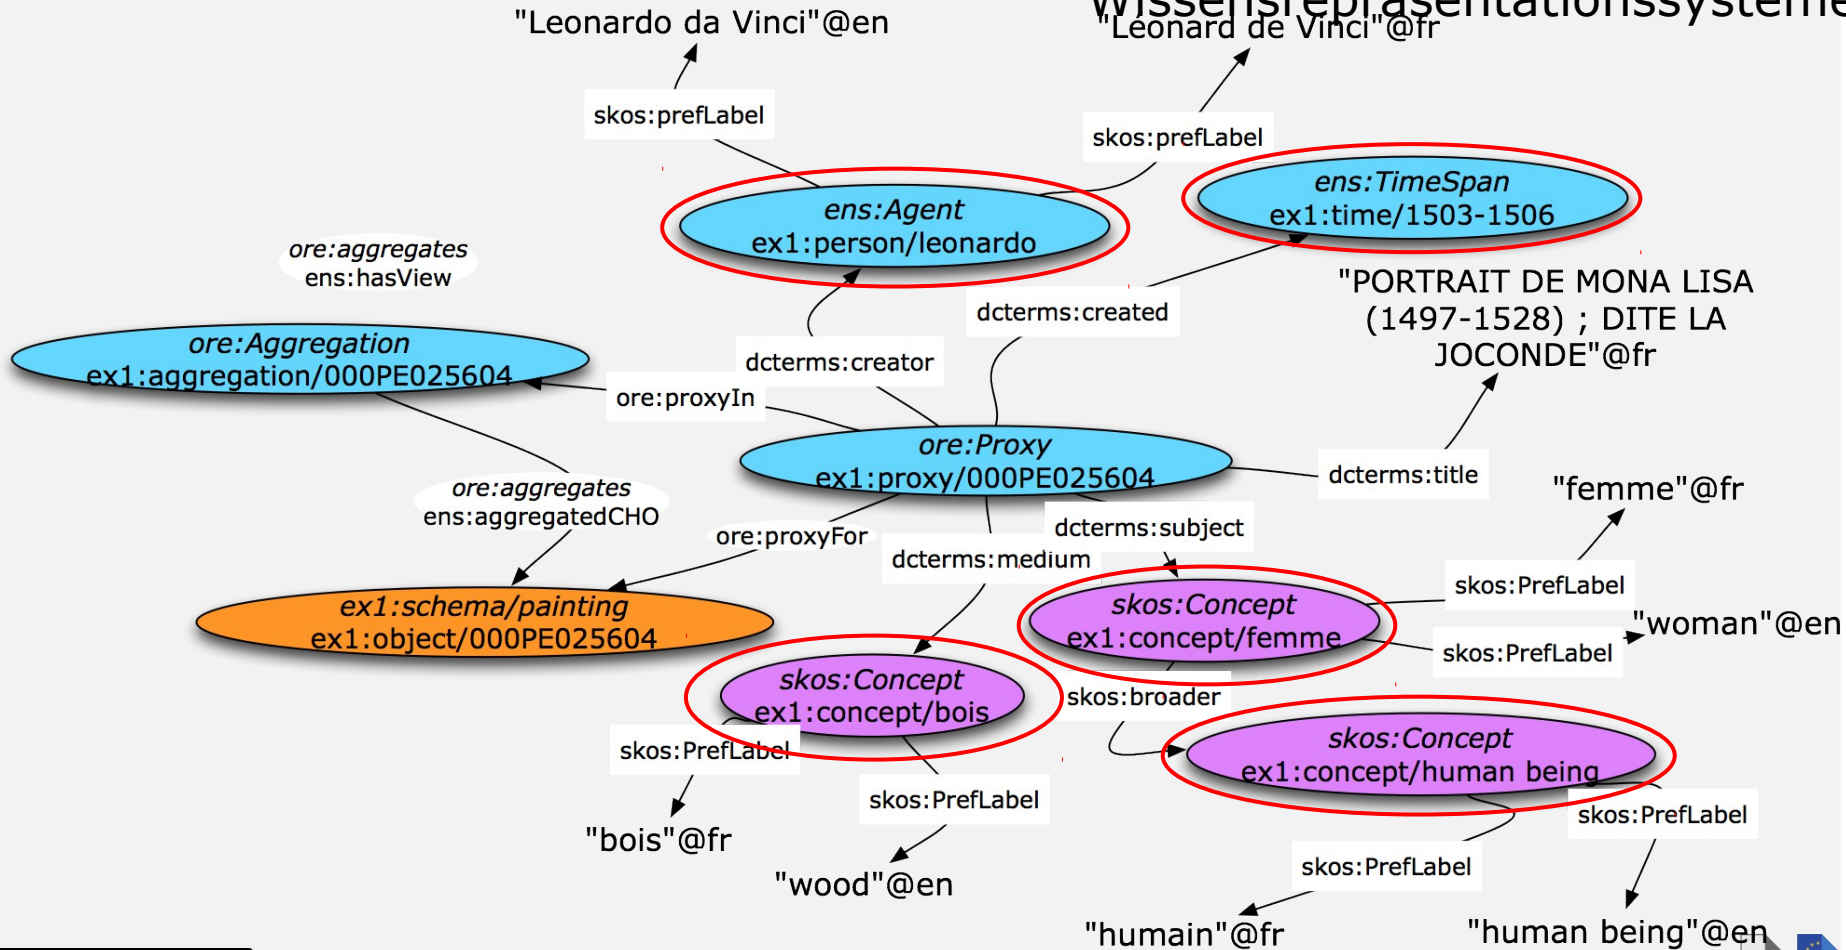 Wissensrepräsentationssysteme
"Leonardo da Vinci"@en
"Léonard de Vinci"@fr
skos:prefLabel
skos:prefLabel
ens:Agent
ex1:person/leonardo
ens:TimeSpan
ex1:time/1503-1506
ore:aggregates
ens:hasView
"PORTRAIT DE MONA LISA
(1497-1528) ; DITE LA
JOCONDE"@fr
dcterms:created
ore:Aggregation
ex1:aggregation/000PE025604
dcterms:creator
ore:proxyIn
ore:Proxy
ex1:proxy/000PE025604
dcterms:title
ore:aggregates
ens:aggregatedCHO
"femme"@fr
ore:proxyFor
dcterms:subject
dcterms:medium
skos:PrefLabel
ex1:schema/painting
ex1:object/000PE025604
skos:Concept
ex1:concept/femme
"woman"@en
skos:PrefLabel
skos:Concept
ex1:concept/bois
skos:broader
skos:Concept
ex1:concept/human being
skos:PrefLabel
skos:PrefLabel
skos:PrefLabel
"bois"@fr
skos:PrefLabel
"wood"@en
"humain"@fr
"human being"@en